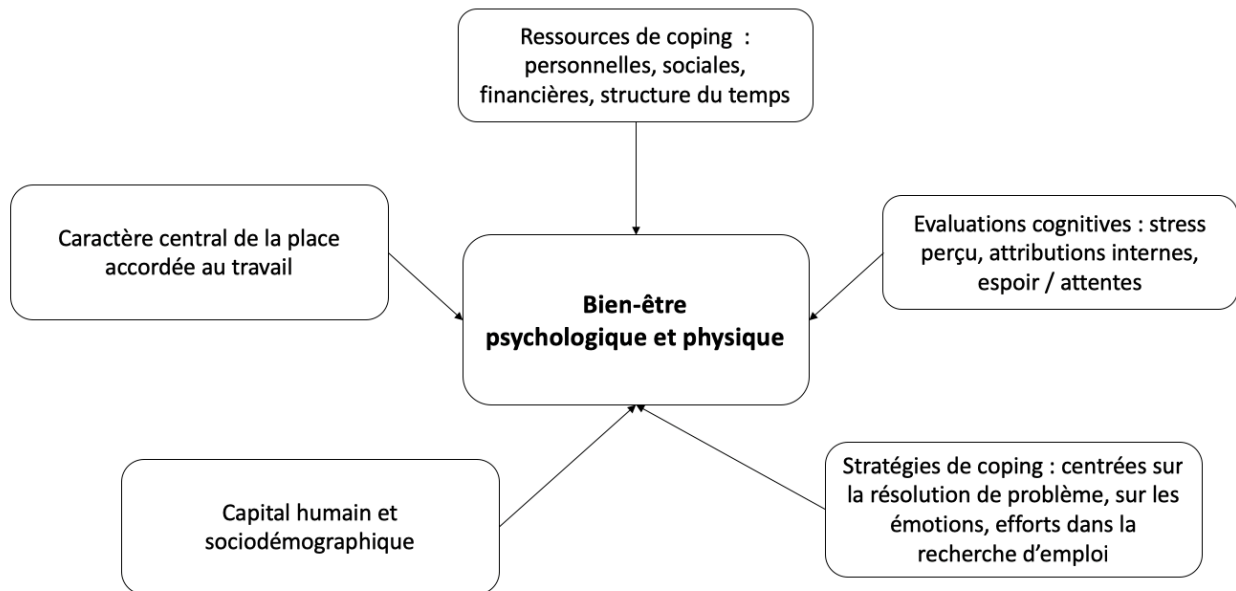 Ressources de coping :
personnelles, sociales,
financières, structure du temps
Caractère central de la place
accordée au travail
Evaluations cognitives : stress
perçu, attributions internes,
espoir / attentes
Bien-être
psychologique et physique
Capital humain et
sociodémographique
Stratégies de coping : centrées sur
la résolution de problème, sur les
émotions, efforts dans la
recherche d’emploi